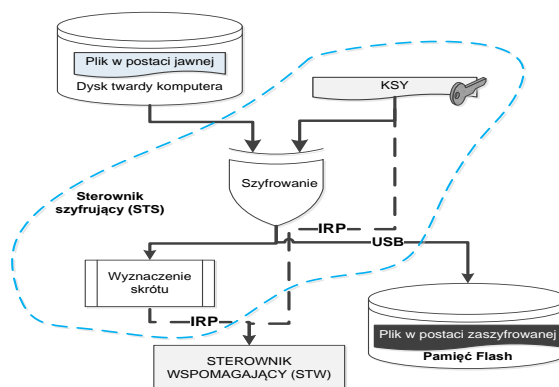 Plik w postaci jawnej
Dysk twardy komputera
KSY
Szyfrowanie
Sterownik
szyfrujący (STS)
IRP
USB
Wyznaczenie
skrótu
IRP
Plik w postaci zaszyfrowanej
Pamięć Flash
STEROWNIK
WSPOMAGAJĄCY (STW)